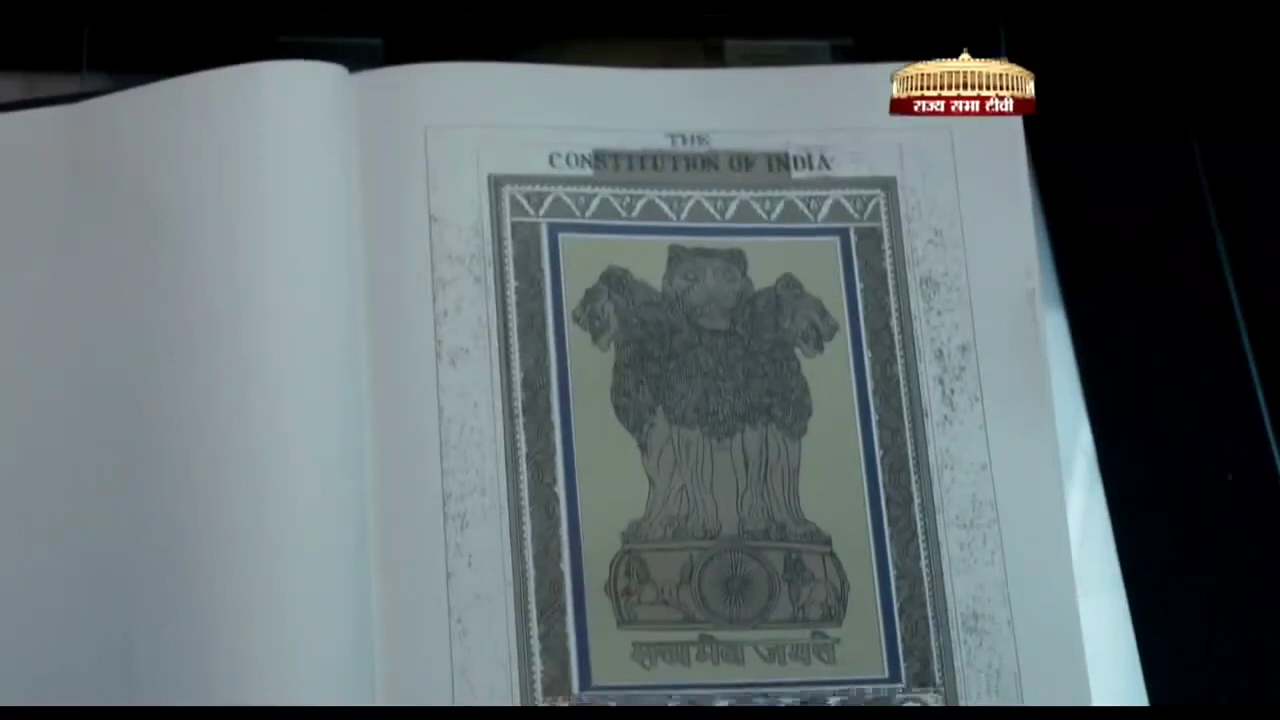 राज्य सभा टीवी
THE
CONSTITUTION OF INDIA
सत्यमेव जयते